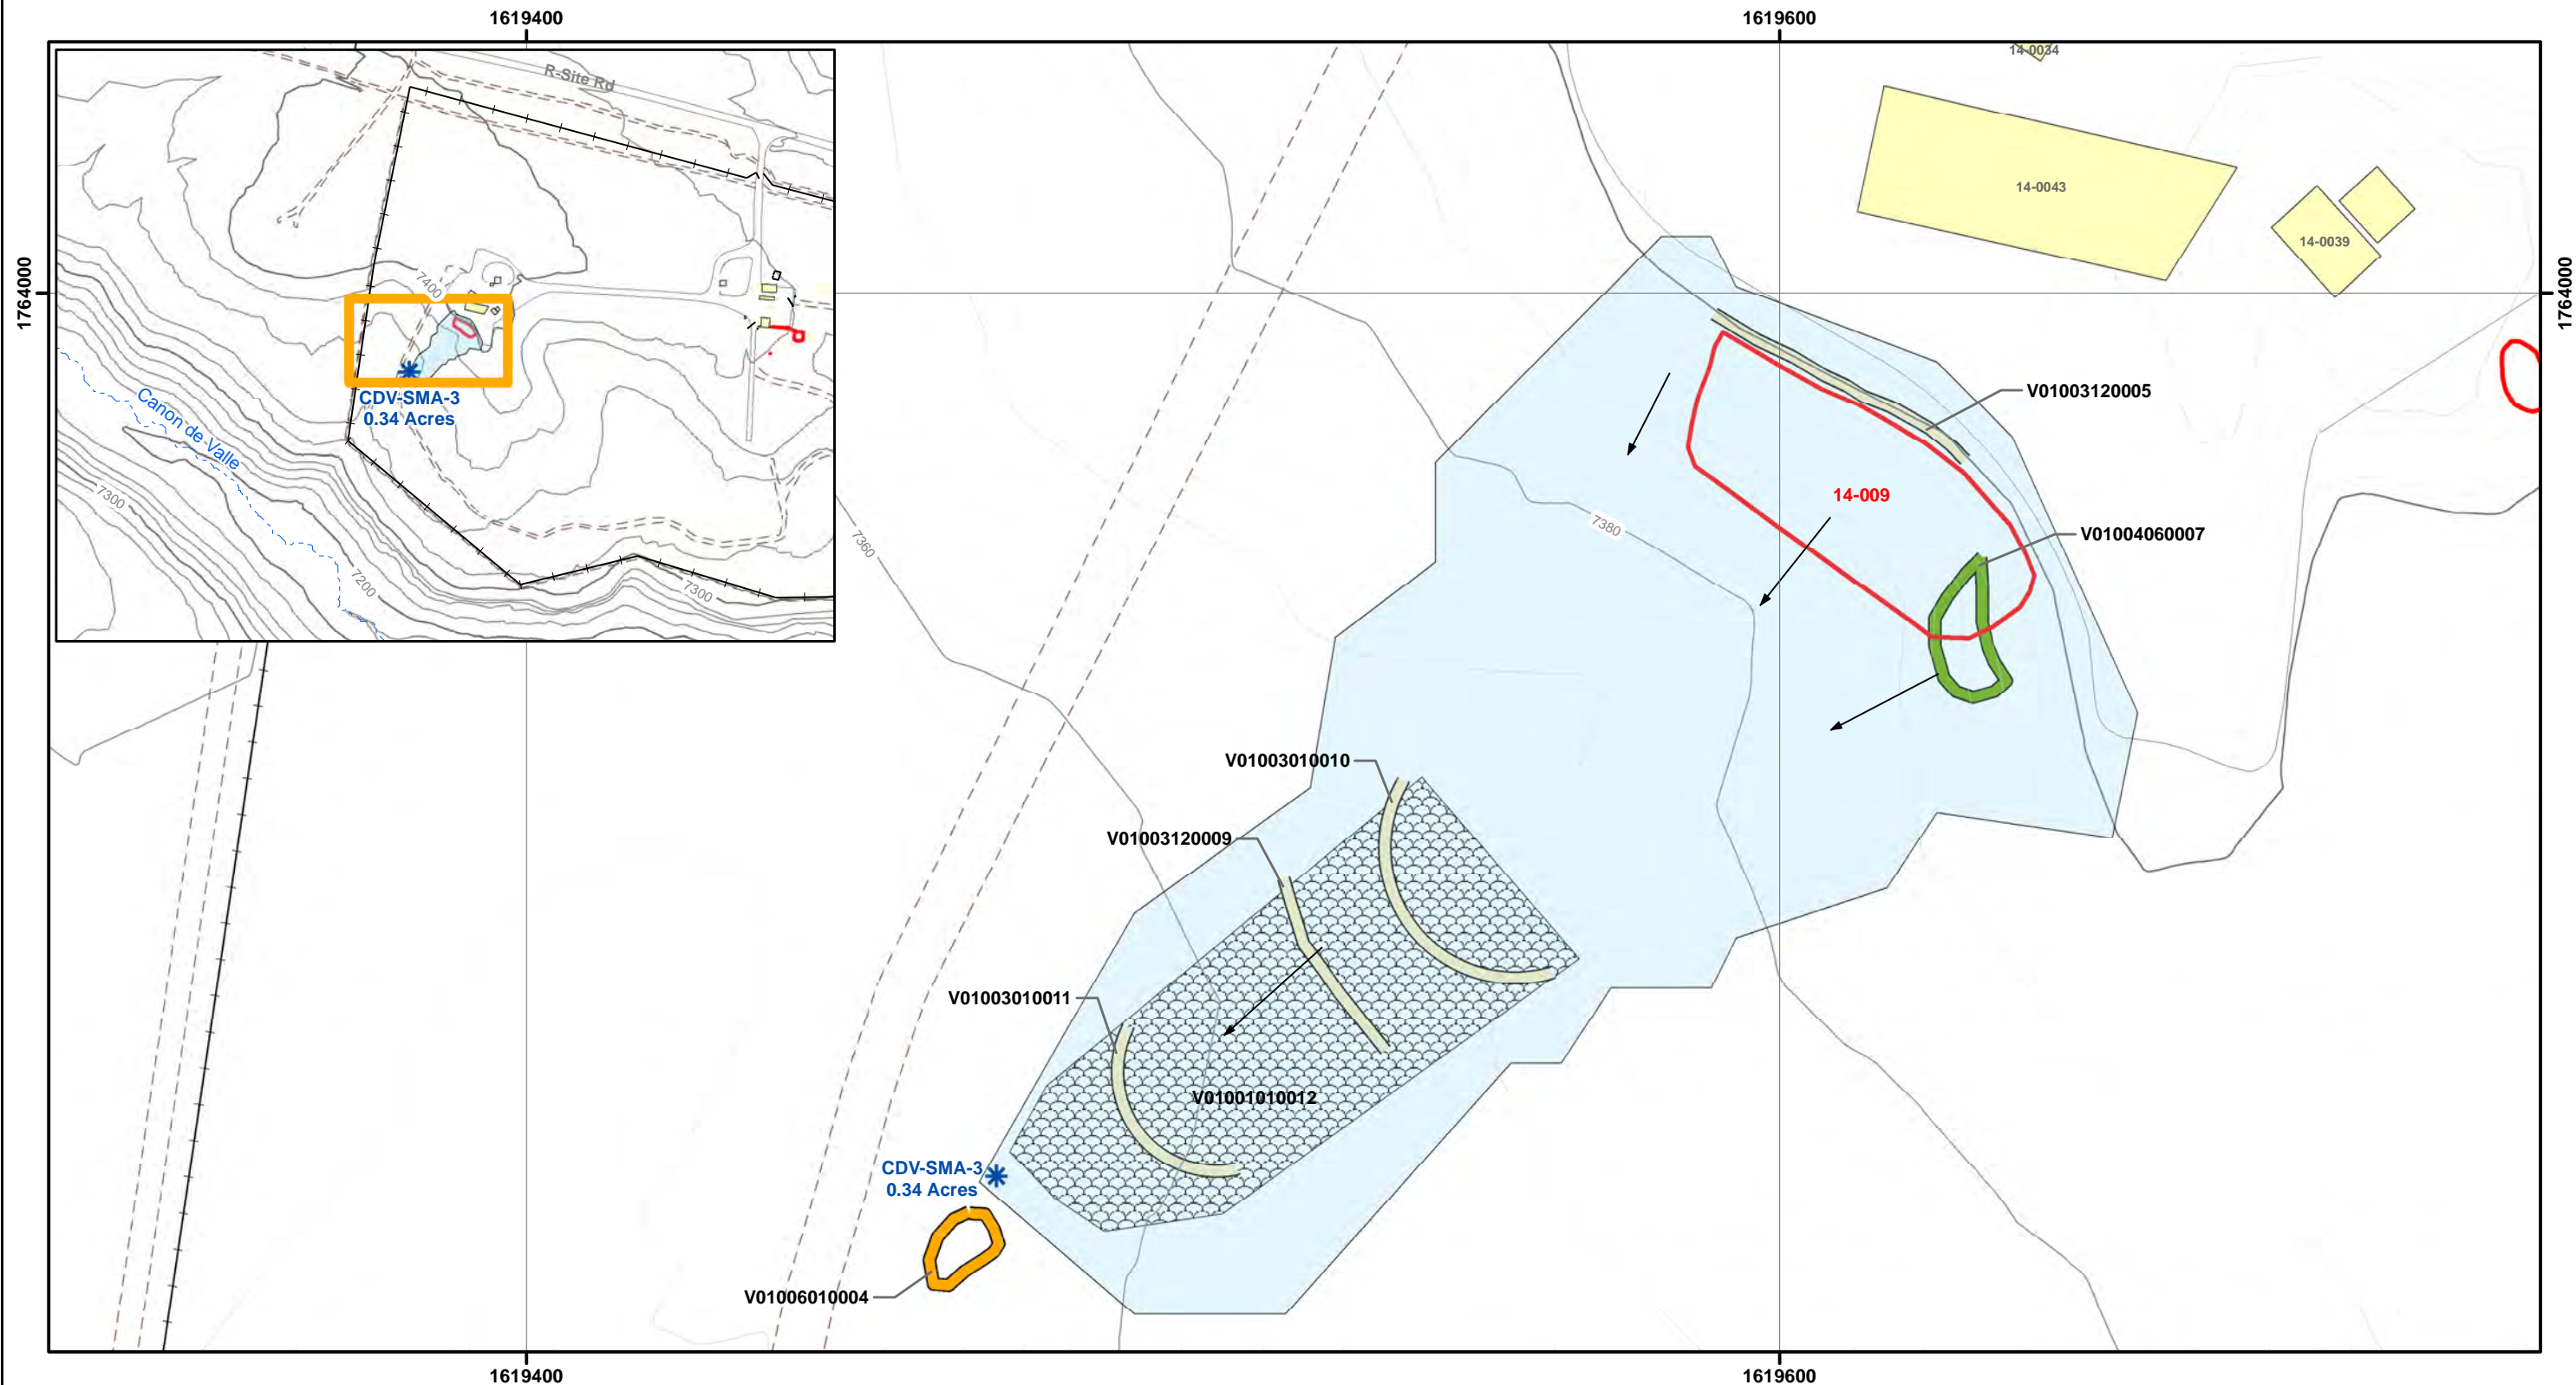 1619400
1619600
14-0034
R-Site Rd
14-0043
14-0039
1764000
1764000
7400
CDV-SMA-3
0.34 Acres
Canon de Valle
7300
7200
7300
V01003120005
14-009
7380
V01004060007
7360
V01003010010
V01003120009
V01003010011
V01001010012
CDV-SMA-3
0.34 Acres
V01006010004
1619400
1619600